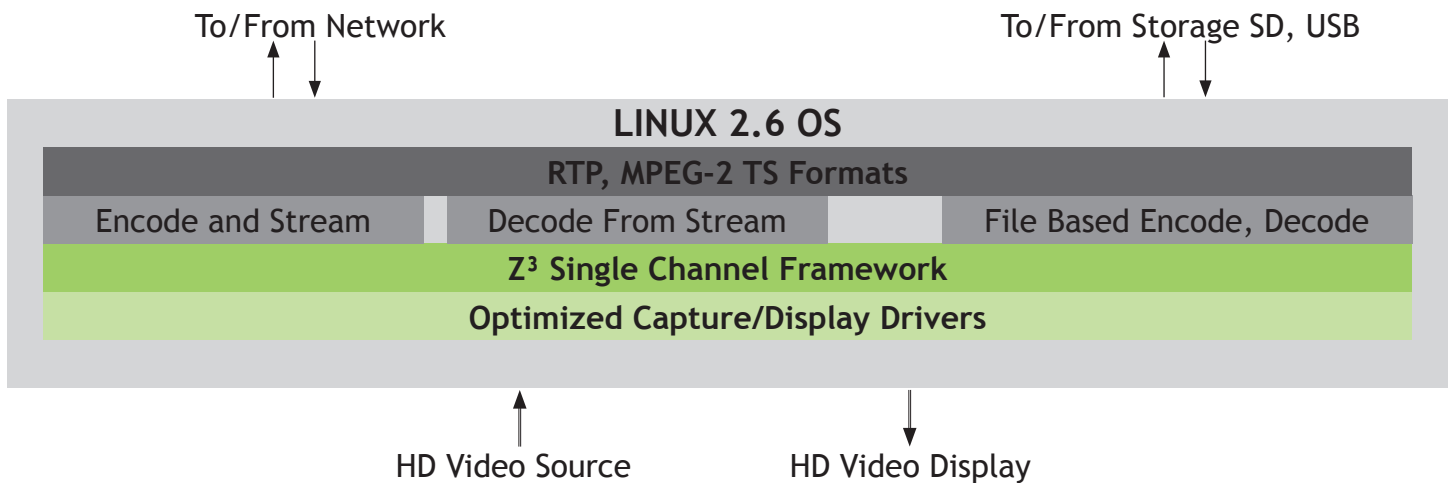 To/From Network
To/From Storage SD, USB
LINUX 2.6 OS
RTP, MPEG-2 TS Formats
Encode and Stream
Decode From Stream
File Based Encode, Decode
Z³ Single Channel Framework
Optimized Capture/Display Drivers
HD Video Source
HD Video Display